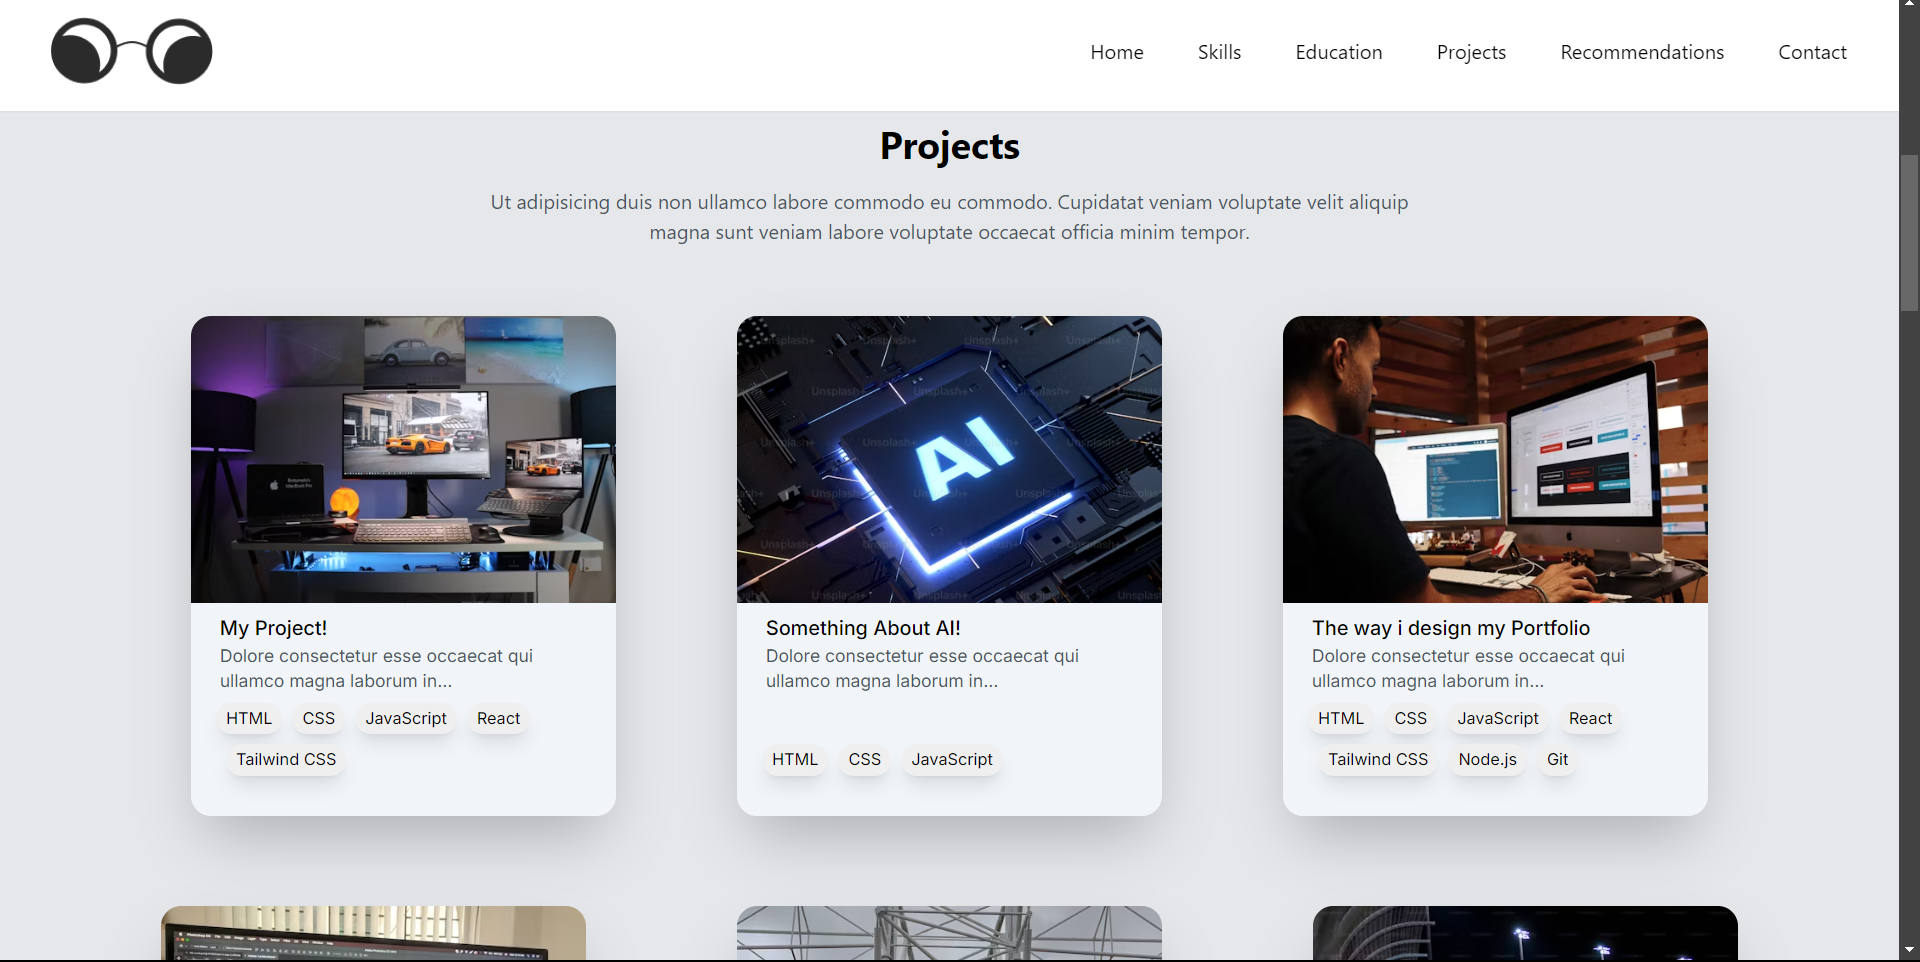 Home Skills Education Projects Recommendations Contact
Projects
Ut adipisicing duis non ullamco labore commodo eu commodo. Cupidatat veniam voluptate velit aliquip
magna sunt veniam labore voluptate occaecat officia minim tempor.
AI
My Project!
Dolore consectetur esse occaecat qui
ullamco magna laborum in...
HTML CSS JavaScript React
Tailwind CSS
Something About AI!
Dolore consectetur esse occaecat qui
ullamco magna laborum in...
HTML CSS JavaScript
The way i design my Portfolio
Dolore consectetur esse occaecat qui
ullamco magna laborum in...
HTML CSS JavaScript React
Tailwind CSS Node.js Git